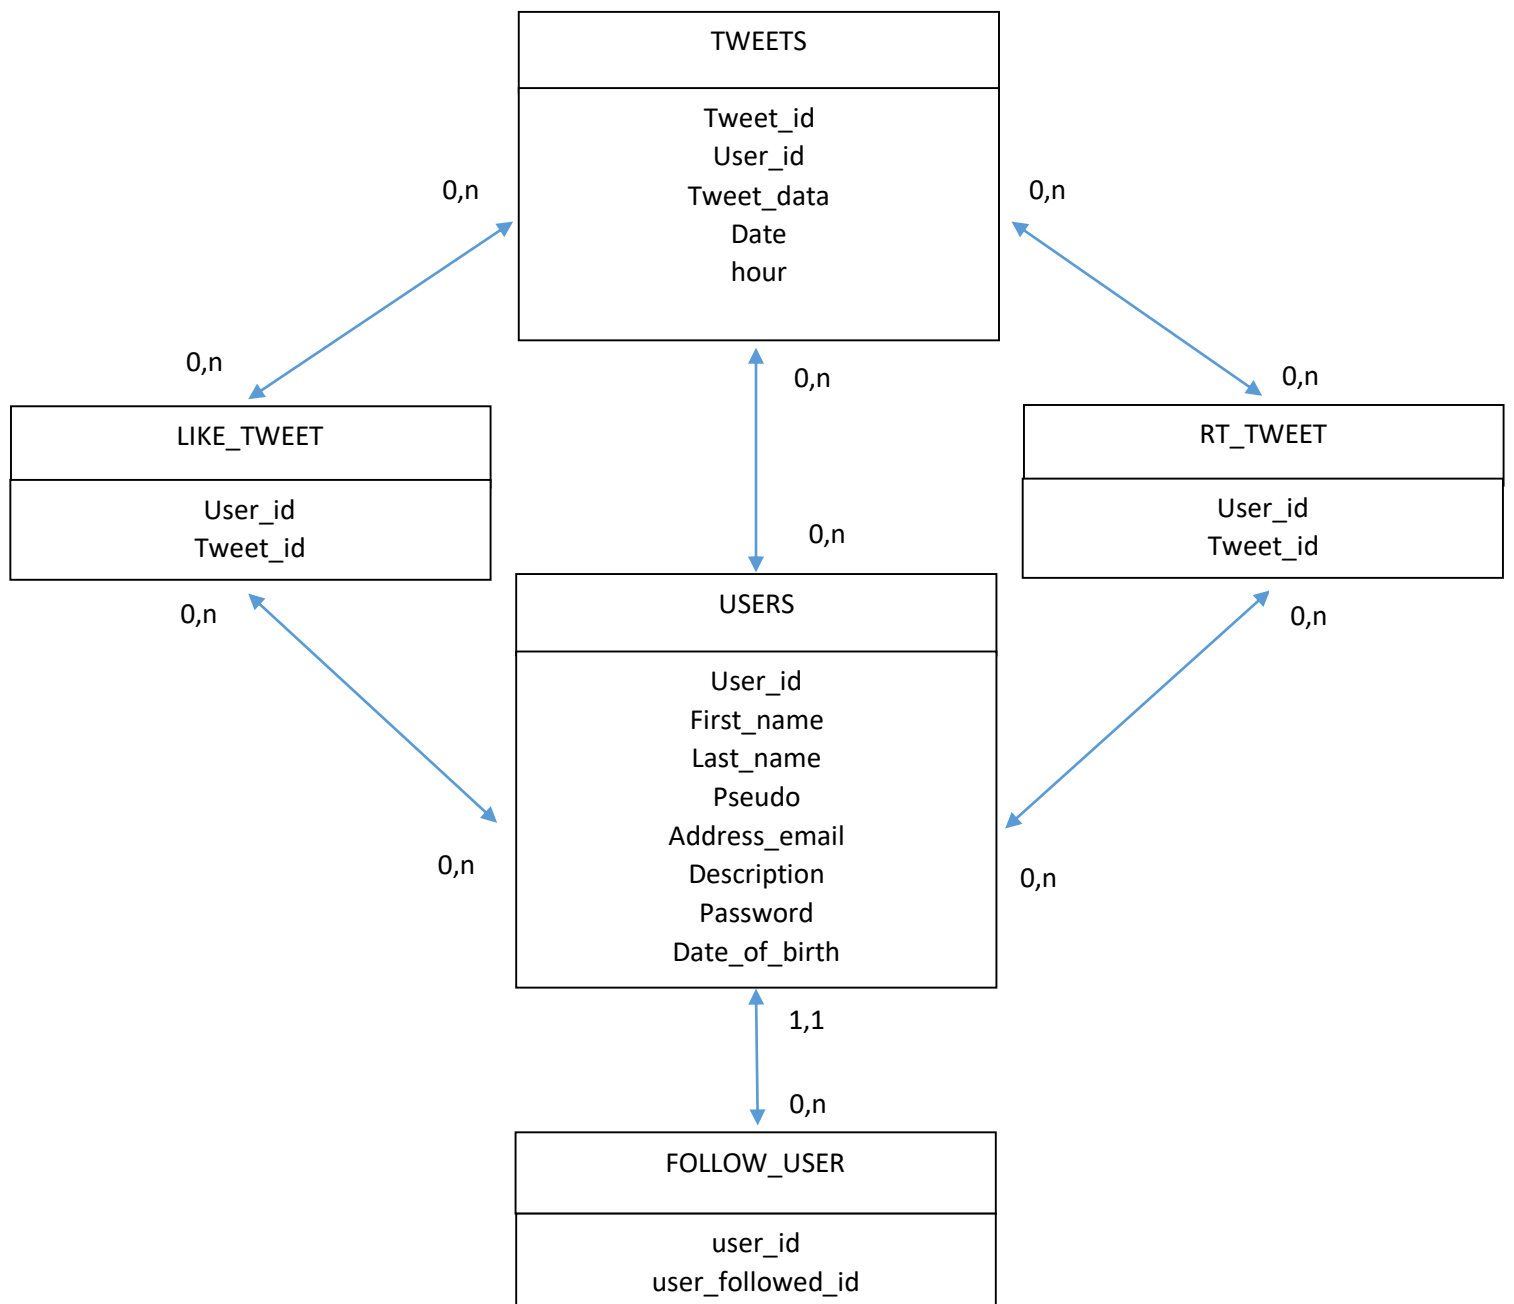 TWEETS
Tweet_id
User_id
Tweet_data
Date
hour
0,n
0,n
0,n
0,n
0,n
LIKE_TWEET
User_id
Tweet_id
RT_TWEET
User_id
Tweet_id
0,n
0,n
0,n
USERS
User_id
First_name
Last_name
Pseudo
Address_email
Description
Password
Date_of_birth
0,n
0,n
1,1
0,n
FOLLOW_USER
user_id
user_followed_id